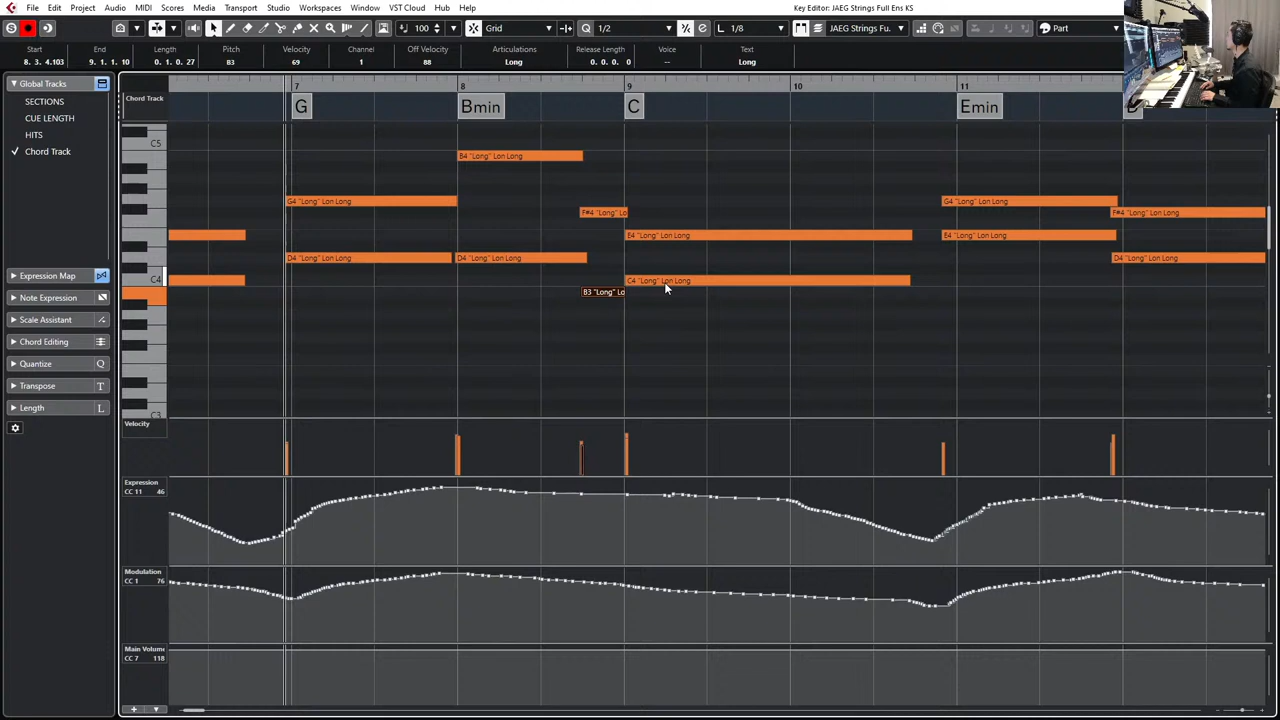 File Edit Project Audio MIDI Scores Media Transport Studio Workspaces Window VST Cloud Hub Help
Key Editor: JAEG Strings Full Ens KS
100 Grid 1/2 L 1/8 JAEG Strings Fu. Part
Start End Length Pitch Velocity Channel Off Velocity Articulations Release Length Voice Text
8. 3. 4.103 9. 1. 1. 10 0. 1. 0. 27 B3 69 1 88 Long 0. 0. 0. 0 -- Long
Global Tracks
SECTIONS
CUE LENGTH
HITS
Chord Track
Expression Map
Note Expression
Scale Assistant
Chord Editing
Quantize Q
Transpose T
Length L
7 8 9 10 11
Chord Track
G Bmin C Emin
C5
B4 "Long" Lon Long
G4 "Long" Lon Long G4 "Long" Lon Long
F#4 "Long" Lo F#4 "Long" Lon Long
E4 "Long" Lon Long E4 "Long" Lon Long
D4 "Long" Lon Long D4 "Long" Lon Long D4 "Long" Lon Long
C4 C4 "Long" Lon Long
B3 "Long" Lo
C3
Velocity
Expression
CC 11 46
Modulation
CC 1 76
Main Volume
CC 7 118